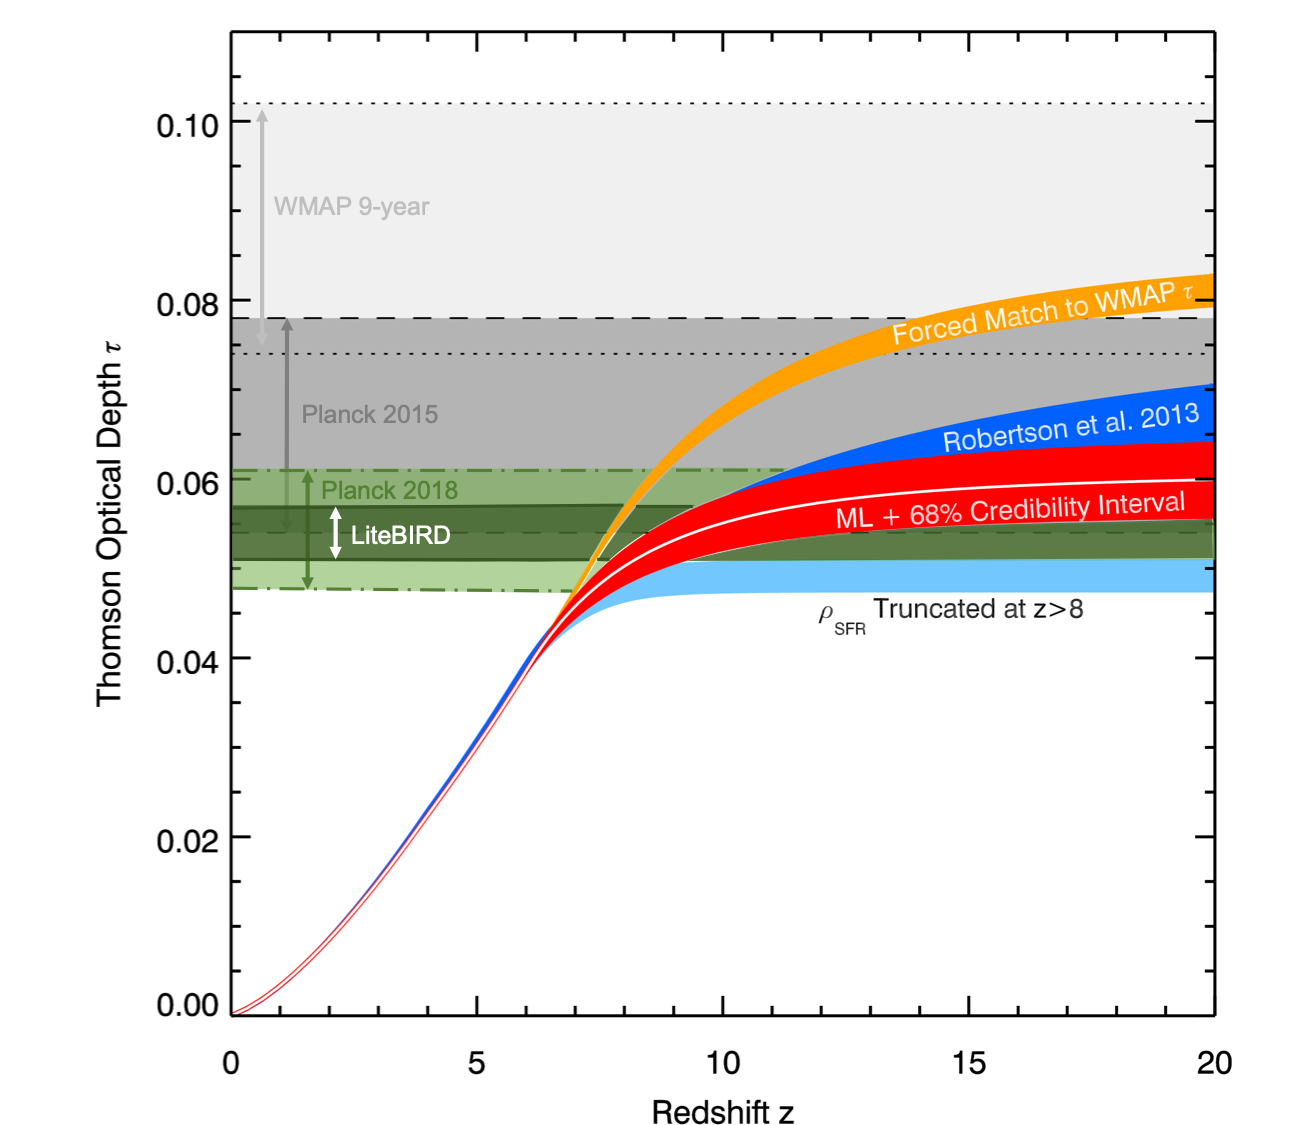 0.10
WMAP 9-year
0.08
Forced Match to WMAP τ
Planck 2015
Robertson et al. 2013
0.06
Planck 2018
ML + 68% Credibility Interval
LiteBIRD
ρSFR Truncated at z>8
0.04
0.02
0.00
Thomson Optical Depth τ
0 5 10 15 20
Redshift z